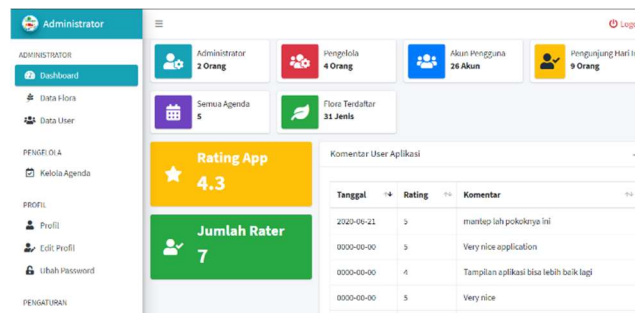 Administrator
ADMINISTRATOR
Dashboard
Data Flora
Data User
PENGELOLA
Kelola Agenda
PROFIL
Profil
Edit Profil
Ubah Password
PENGATURAN
Administrator
2 Orang
Pengelola
4 Orang
Akun Pengguna
26 Akun
Pengunjung Hari
9 Orang
Semua Agenda
5
Flora Terdaftar
31 Jenis
Rating App
4.3
Jumlah Rater
7
Komentar User Aplikasi
Tanggal Rating Komentar
2020-06-21 5 mantep lah pokoknya ini
0000-00-00 5 Very nice application
0000-00-00 4 Tampilan aplikasi bisa lebih baik lagi
0000-00-00 5 Very nice